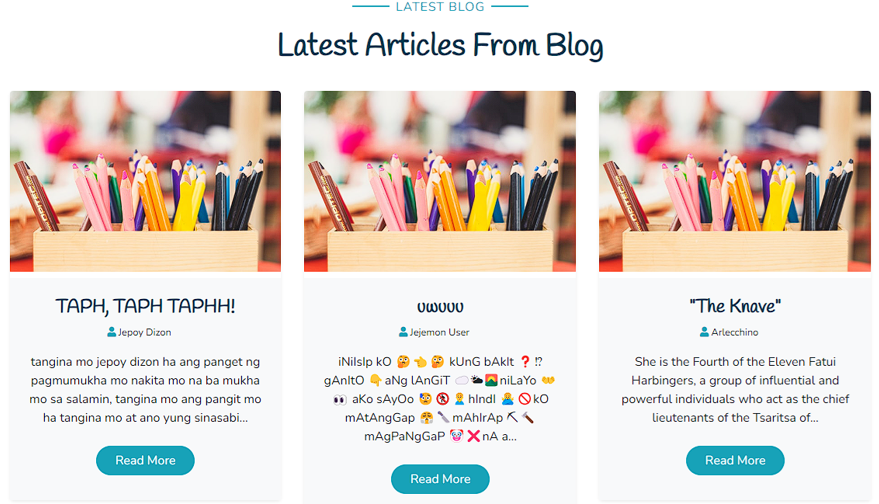 LATEST BLOG
Latest Articles From Blog
TAPH, TAPH TAPHH!
Jepoy Dizon
tangina mo jepoy dizon ha ang panget ng
pagmumukha mo nakita mo na ba mukha
mo sa salamin, tangina mo ang pangit mo
ha tangina mo at ano yung sinasabi...
Read More
uwuuu
Jejemon User
iNiIsIp kO 🤔 👈 🤔 kUnG bAkIt ❓ ⁉
gAnItO 👇 aNg lAnGiT ☁️🌥🌄niLaYo 👐
👀 aKo sAyOo 😓 🚷 🙎‍♂️ hIndI 🙅‍♂️ 🚫kO
mAtAnGgaP 😤 🔪 mAhIrAp ⛏ 🔨
mAgPaNgGaP 🤡 ❌ nA a...
Read More
"The Knave"
Arlecchino
She is the Fourth of the Eleven Fatui
Harbingers, a group of influential and
powerful individuals who act as the chief
lieutenants of the Tsaritsa of...
Read More